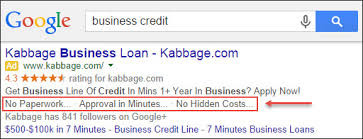 Google
business credit
Kabbage Business Loan - Kabbage.com
Ad www.kabbage.com/
4.3 ★★★★★ rating for kabbage.com
Get Business Line Of Credit In Mins 1+ Year In Business? Apply Now!
No Paperwork... Approval in Minutes... No Hidden Costs...
Kabbage has 841 followers on Google+
$500-$100k in 7 Minutes - Business Line of Credit in 7 Minutes